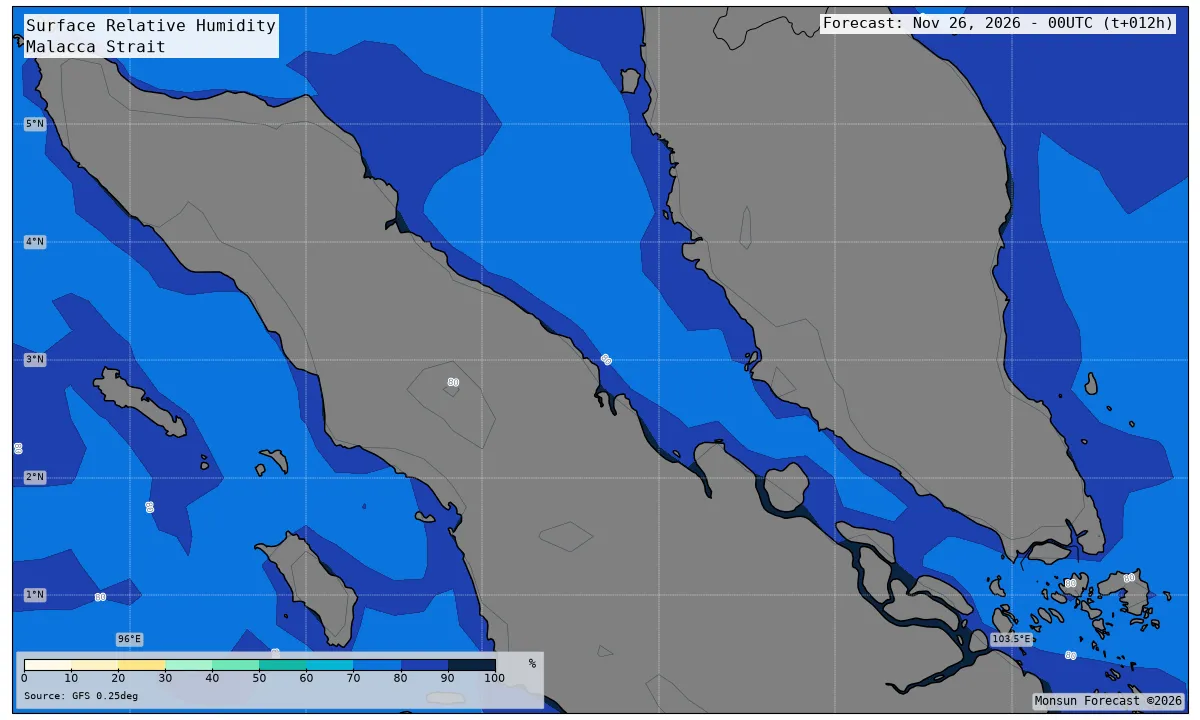 Surface Relative Humidity
Malacca Strait
Forecast: Nov 26, 2026 - 00UTC (t+012h)
5°N
4°N
3°N
2°N
1°N
96°E
103.5°E
80
80
80
80
80
80
80
80
0 10 20 30 40 50 60 70 80 90 100
%
Source: GFS 0.25deg
Monsun Forecast ©2026